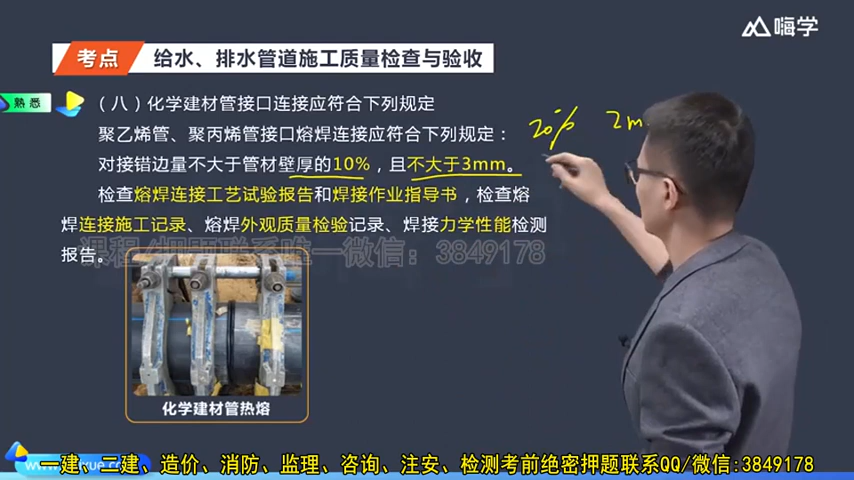 嗨学
考点
给水、排水管道施工质量检查与验收
熟悉
（八）化学建材管接口连接应符合下列规定
聚乙烯管、聚丙烯管接口熔焊连接应符合下列规定：
20% 2m
对接错边量不大于管材壁厚的10%，且不大于3mm。
检查熔焊连接工艺试验报告和焊接作业指导书，检查熔
焊连接施工记录、熔焊外观质量检验记录、焊接力学性能检测
报告。
课程/押题联系唯一微信：3849178
化学建材管热熔
一建、二建、造价、消防、监理、咨询、注安、检测考前绝密押题联系QQ/微信:3849178